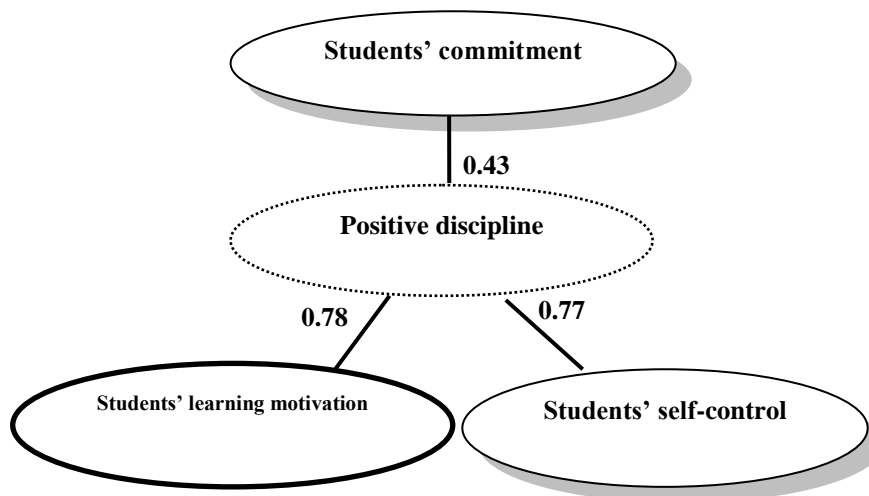 Students’ commitment
0.43
Positive discipline
0.78
0.77
Students’ learning motivation
Students’ self-control